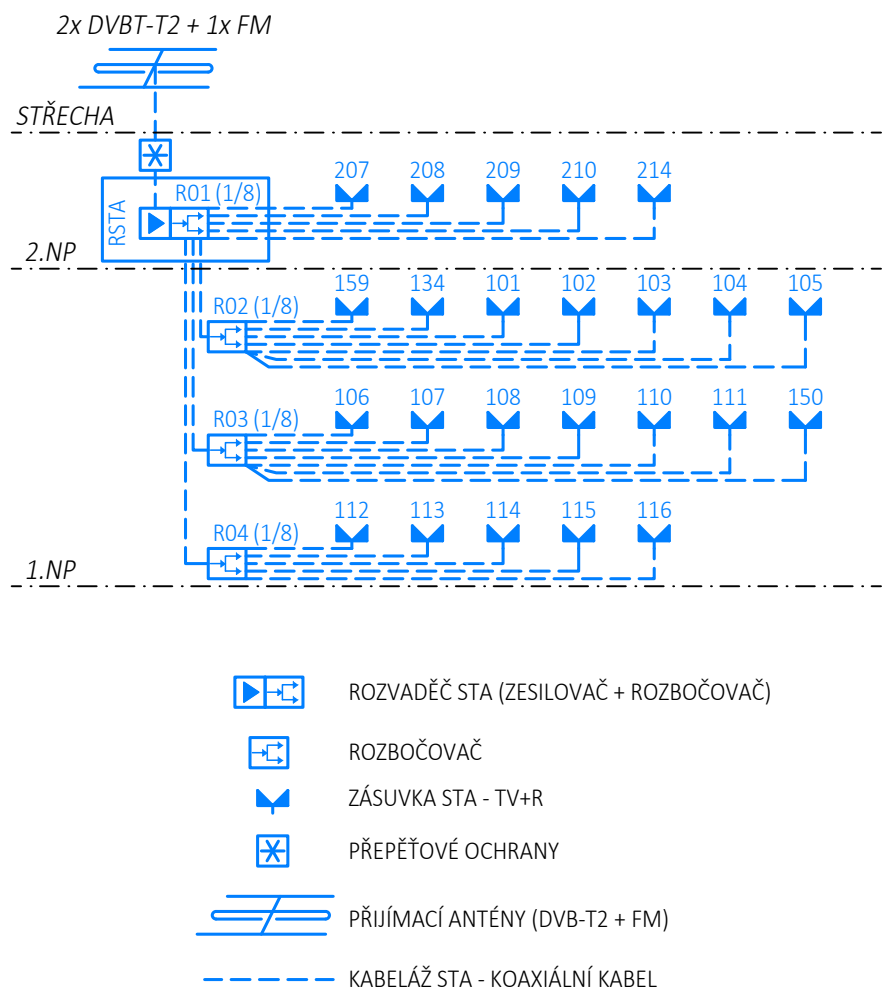 2x DVBT-T2 + 1x FM
STŘECHA
207 208 209 210 214
R01 (1/8)
RSTA
2.NP
159 134 101 102 103 104 105
R02 (1/8)
106 107 108 109 110 111 150
R03 (1/8)
112 113 114 115 116
R04 (1/8)
1.NP
ROZVADĚČ STA (ZESILOVAČ + ROZBOČOVAČ)
ROZBOČOVAČ
ZÁSUVKA STA - TV+R
PŘEPĚŤOVÉ OCHRANY
PŘIJÍMACÍ ANTÉNY (DVB-T2 + FM)
KABELÁŽ STA - KOAXIÁLNÍ KABEL